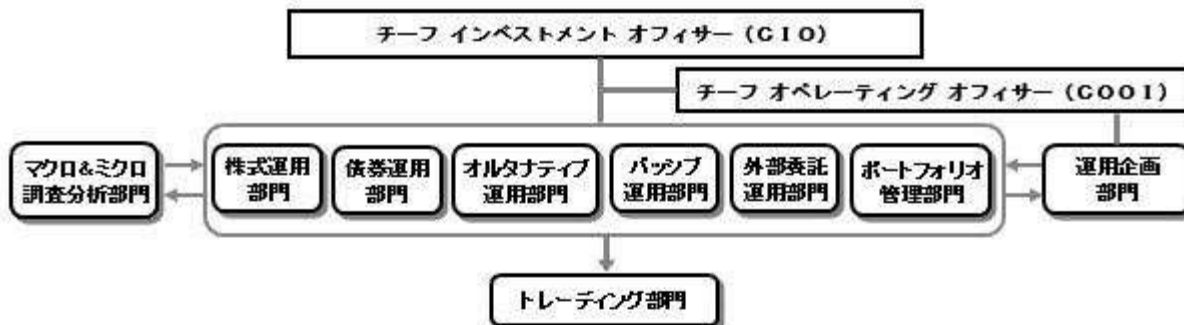 チーフ インベストメント オフィサー（CIO）
チーフ オペレーティング オフィサー（COOI）
マクロ&ミクロ
調査分析部門
株式運用
部門
債券運用
部門
オルタナティブ
運用部門
パッシブ
運用部門
外部委託
運用部門
ポートフォリオ
管理部門
運用企画
部門
トレーディング部門